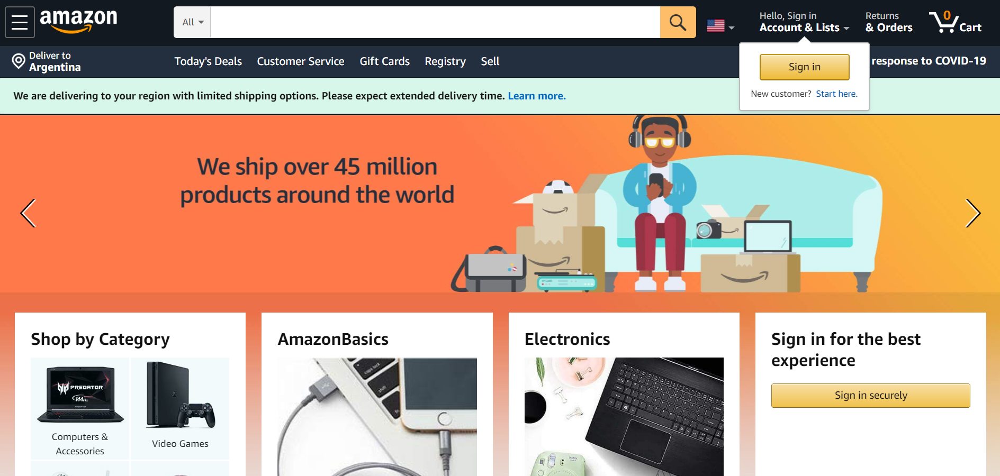 amazon
All
Hello, Sign in
Account & Lists
Returns
& Orders
0
Cart
Deliver to
Argentina
Today's Deals
Customer Service
Gift Cards
Registry
Sell
response to COVID-19
Sign in
New customer? Start here.
We are delivering to your region with limited shipping options. Please expect extended delivery time. Learn more.
We ship over 45 million
products around the world
Shop by Category
PREDATOR
144Hz
Computers &
Accessories
Video Games
AmazonBasics
caps lock
shift
Electronics
instax
Sign in for the best
experience
Sign in securely